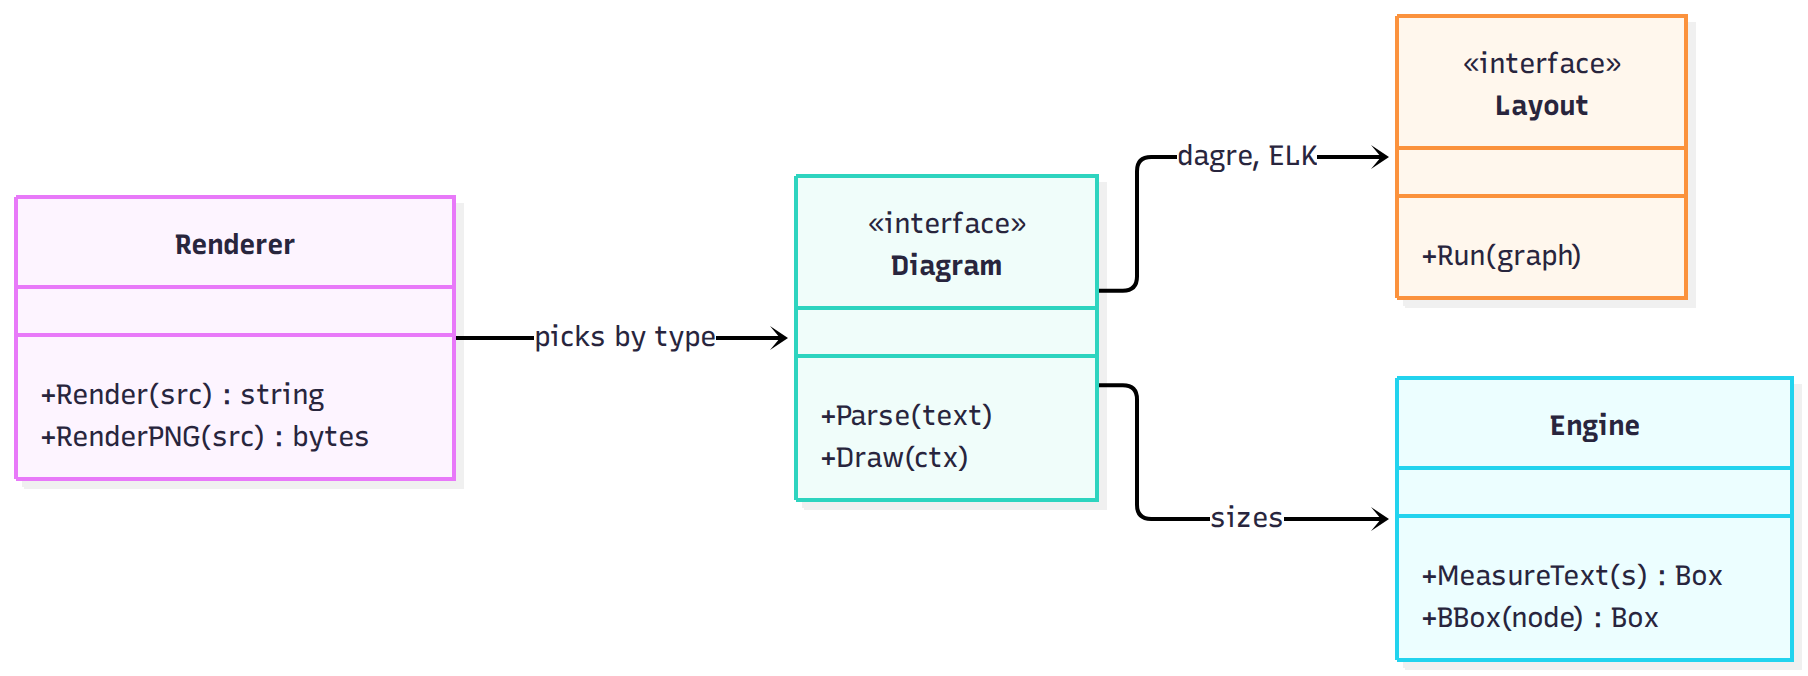 Renderer
+Render(src) : string
+RenderPNG(src) : bytes
picks by type
«interface»
Diagram
+Parse(text)
+Draw(ctx)
dagre, ELK
«interface»
Layout
+Run(graph)
sizes
Engine
+MeasureText(s) : Box
+BBox(node) : Box